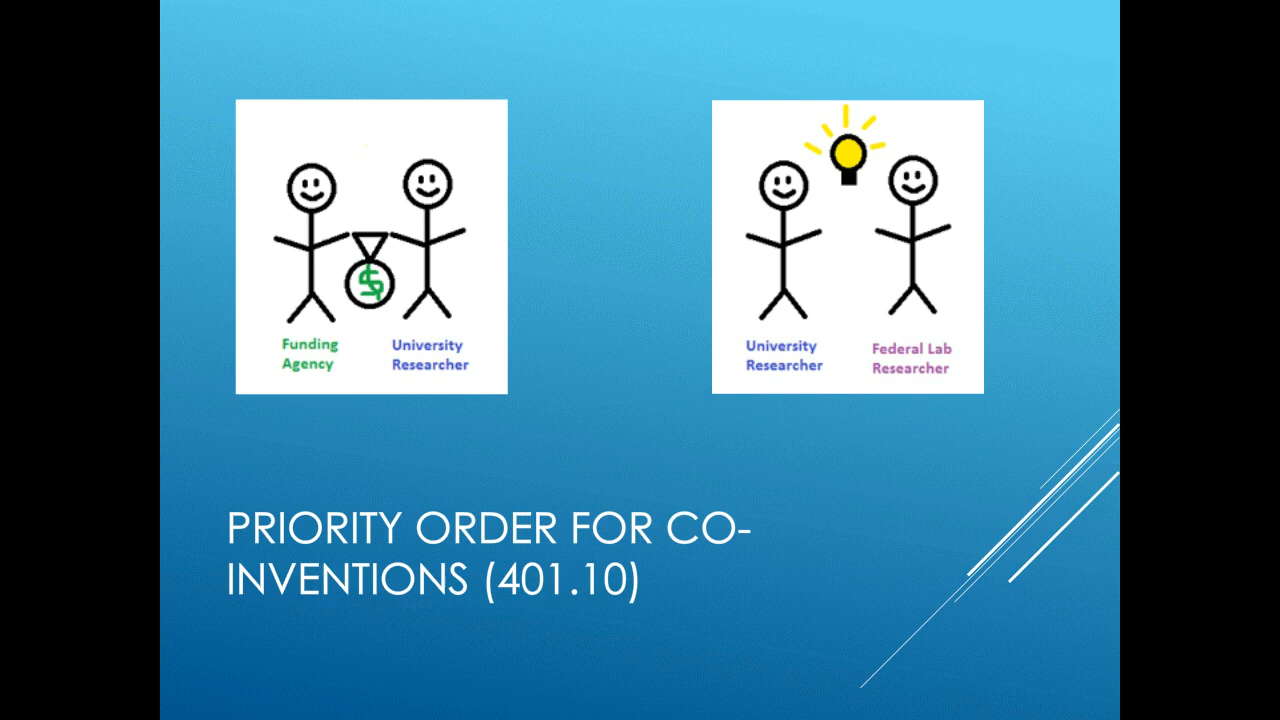 $
Funding
Agency
University
Researcher
University
Researcher
Federal Lab
Researcher
PRIORITY ORDER FOR CO-
INVENTIONS (401.10)